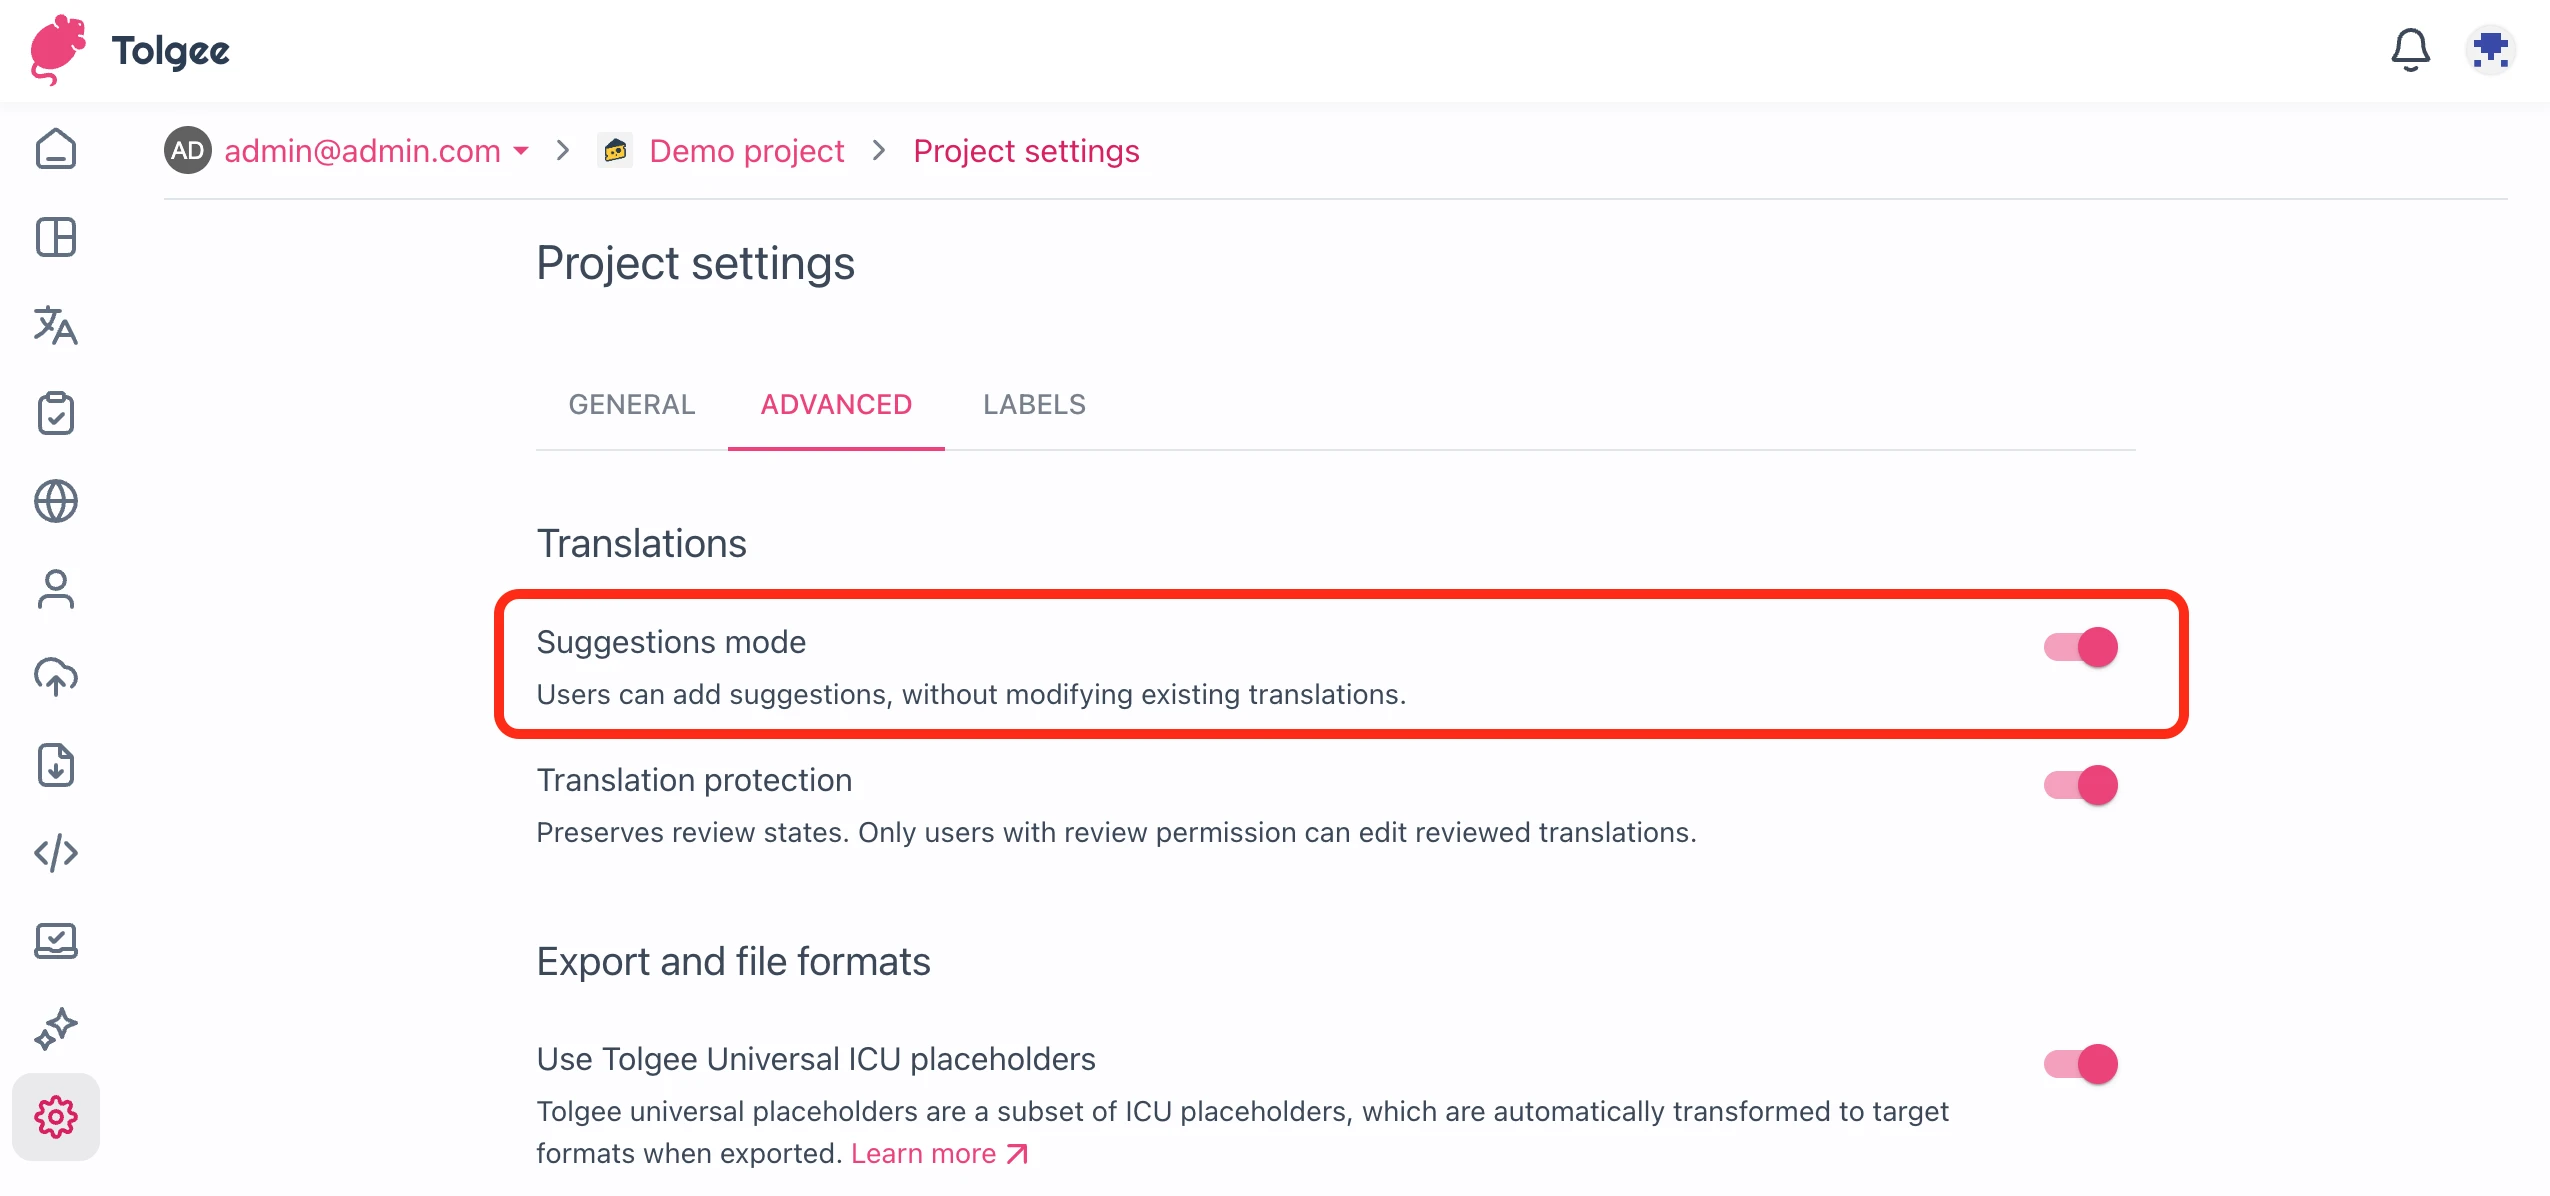 Tolgee
AD admin@admin.com > Demo project > Project settings
Project settings
GENERAL ADVANCED LABELS
Translations
Suggestions mode
Users can add suggestions, without modifying existing translations.
Translation protection
Preserves review states. Only users with review permission can edit reviewed translations.
Export and file formats
Use Tolgee Universal ICU placeholders
Tolgee universal placeholders are a subset of ICU placeholders, which are automatically transformed to target
formats when exported. Learn more